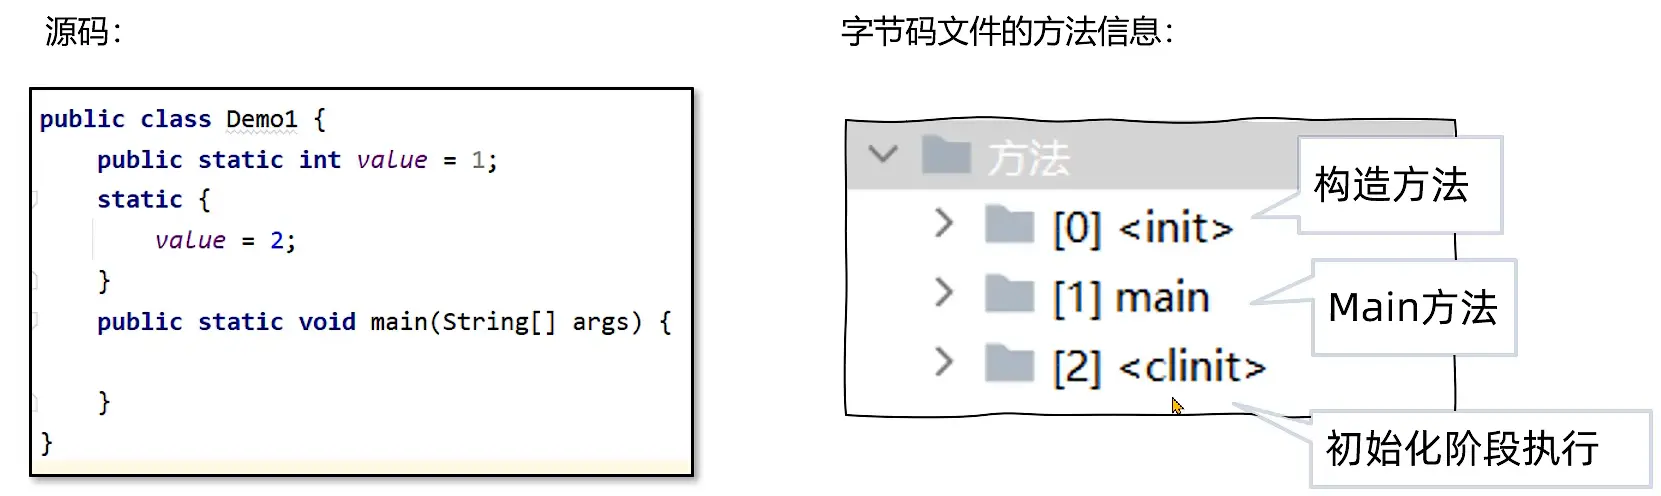 源码：
public class Demo1 {
    public static int value = 1;
    static {
        value = 2;
    }
    public static void main(String[] args) {
    }
}
字节码文件的方法信息：
方法
构造方法
[0] <init>
[1] main
Main方法
[2] <clinit>
初始化阶段执行